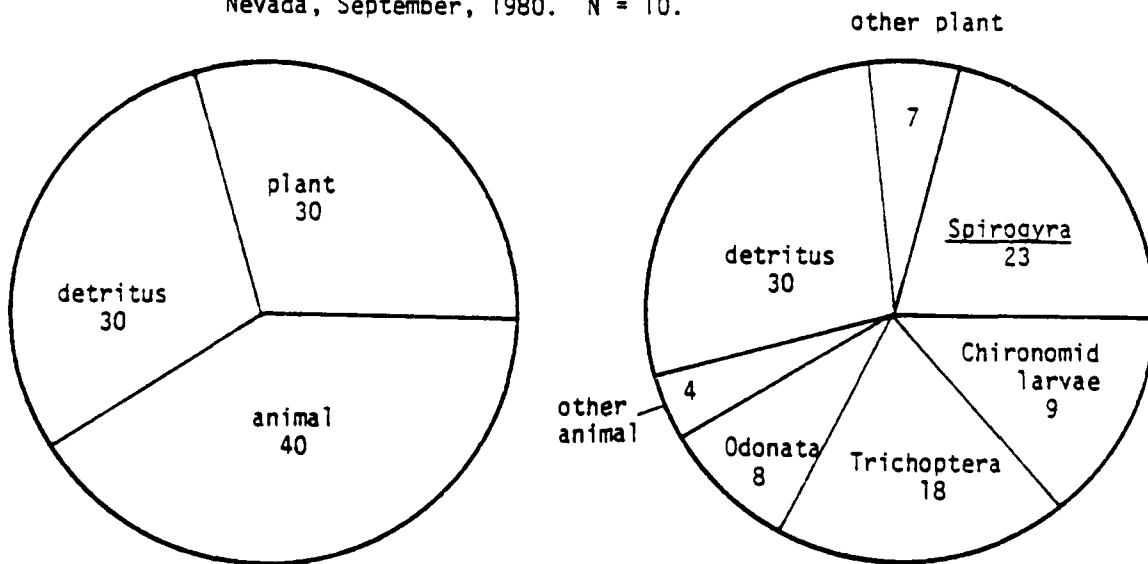 Nevada, September, 1980. N = 10.
other plant
plant
30
detritus
30
animal
40
7
Spirogyra
23
detritus
30
Chironomid
larvae
9
4
other
animal
Odonata
8
Trichoptera
18